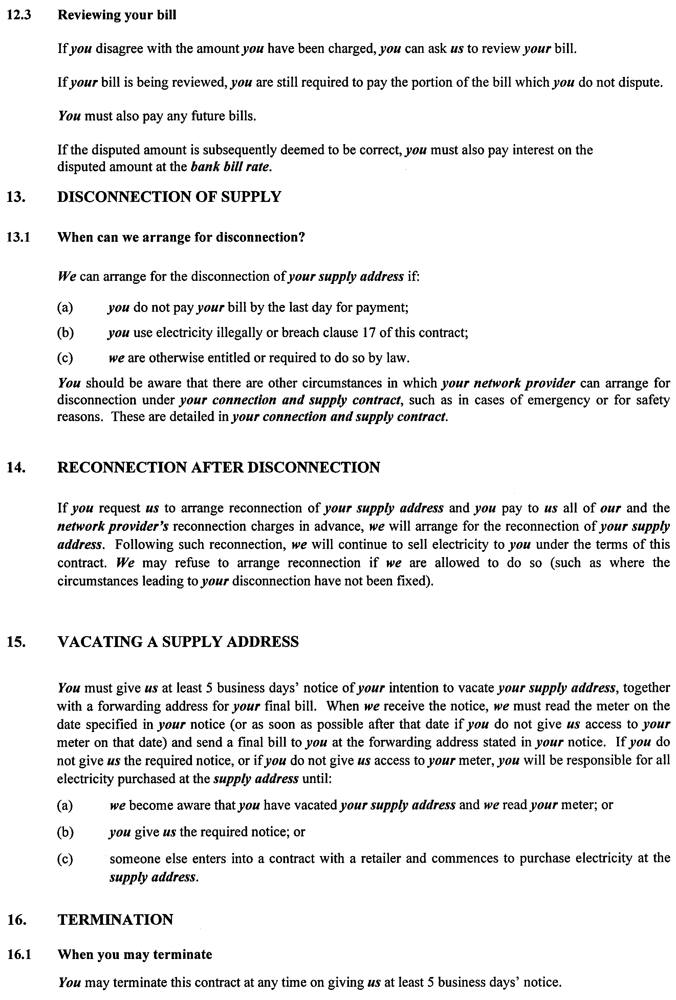 12.3 Reviewing your bill
If you disagree with the amount you have been charged, you can ask us to review your bill.
If your bill is being reviewed, you are still required to pay the portion of the bill which you do not dispute.
You must also pay any future bills.
If the disputed amount is subsequently deemed to be correct, you must also pay interest on the
disputed amount at the bank bill rate.
13. DISCONNECTION OF SUPPLY
13.1 When can we arrange for disconnection?
We can arrange for the disconnection of your supply address if:
(a) you do not pay your bill by the last day for payment;
(b) you use electricity illegally or breach clause 17 of this contract;
(c) we are otherwise entitled or required to do so by law.
You should be aware that there are other circumstances in which your network provider can arrange for
disconnection under your connection and supply contract, such as in cases of emergency or for safety
reasons. These are detailed in your connection and supply contract.
14. RECONNECTION AFTER DISCONNECTION
If you request us to arrange reconnection of your supply address and you pay to us all of our and the
network provider's reconnection charges in advance, we will arrange for the reconnection of your supply
address. Following such reconnection, we will continue to sell electricity to you under the terms of this
contract. We may refuse to arrange reconnection if we are allowed to do so (such as where the
circumstances leading to your disconnection have not been fixed).
15. VACATING A SUPPLY ADDRESS
You must give us at least 5 business days' notice of your intention to vacate your supply address, together
with a forwarding address for your final bill. When we receive the notice, we must read the meter on the
date specified in your notice (or as soon as possible after that date if you do not give us access to your
meter on that date) and send a final bill to you at the forwarding address stated in your notice. If you do
not give us the required notice, or if you do not give us access to your meter, you will be responsible for all
electricity purchased at the supply address until:
(a) we become aware that you have vacated your supply address and we read your meter; or
(b) you give us the required notice; or
(c) someone else enters into a contract with a retailer and commences to purchase electricity at the
supply address.
16. TERMINATION
16.1 When you may terminate
You may terminate this contract at any time on giving us at least 5 business days' notice.